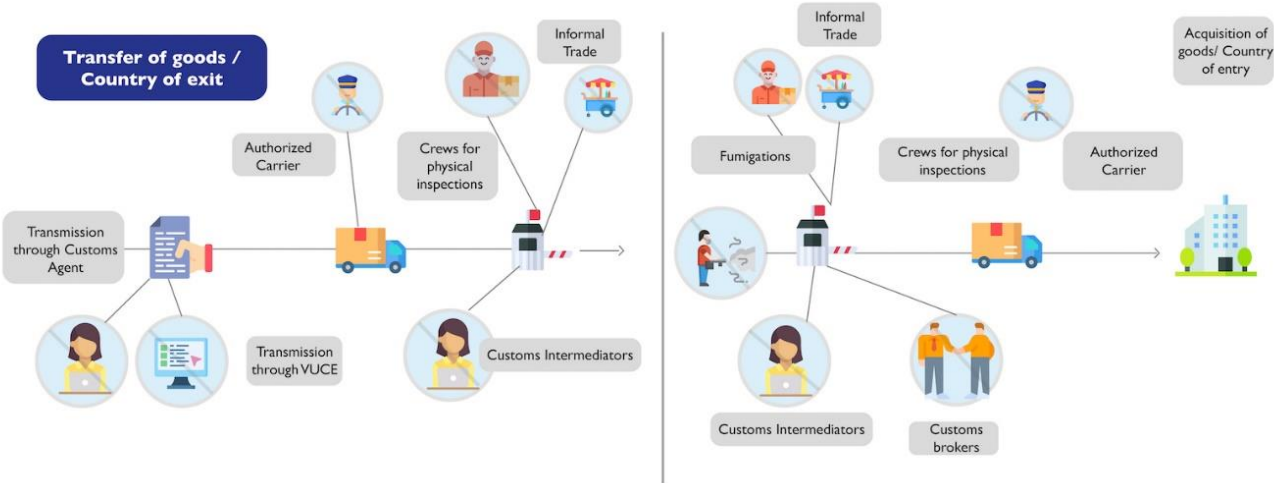 Transfer of goods /
Country of exit
Informal
Trade
Authorized
Carrier
Crews for
physical
inspections
Transmission
through Customs
Agent
Transmission
through VUCE
Customs Intermediators
Informal
Trade
Acquisition of
goods/ Country
of entry
Fumigations
Crews for physical
inspections
Authorized
Carrier
Customs Intermediators
Customs
brokers